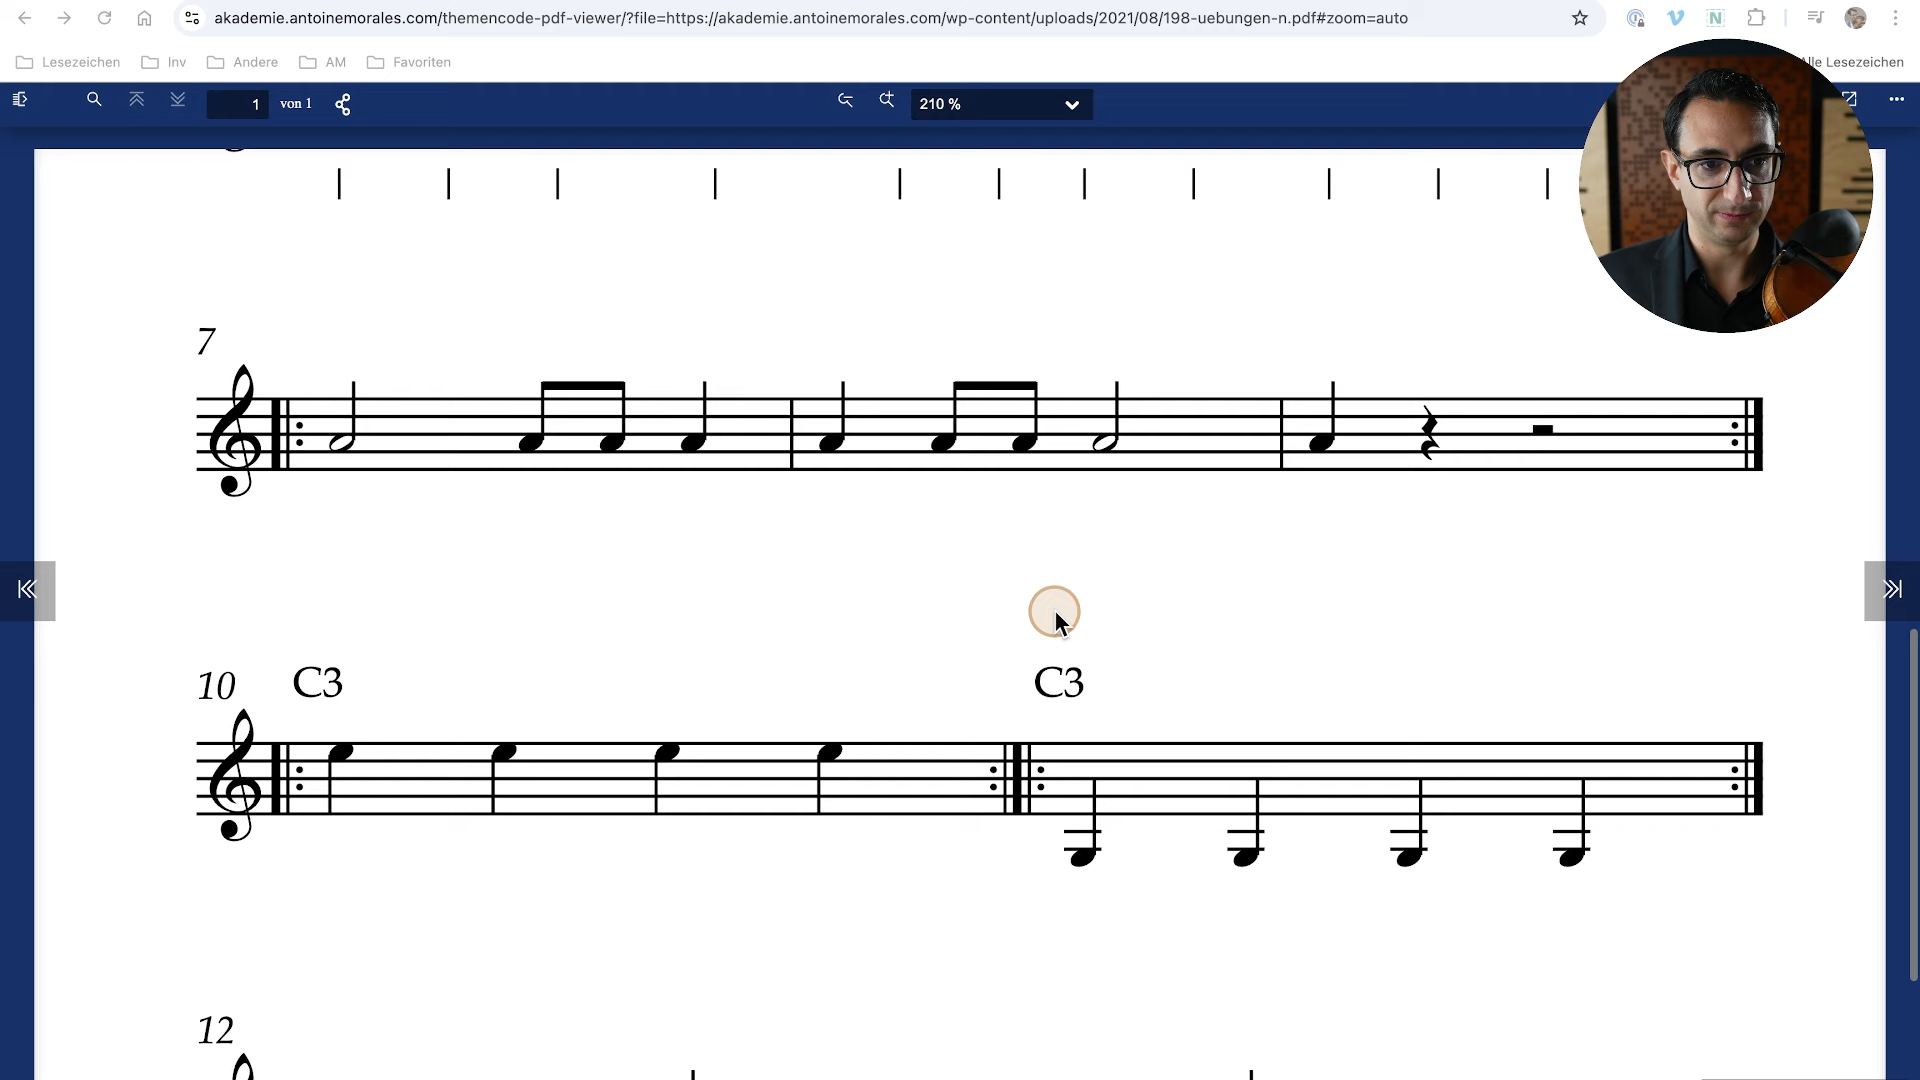 akademie.antoinemorales.com/themencode-pdf-viewer/?file=https://akademie.antoinemorales.com/wp-content/uploads/2021/08/198-uebungen-n.pdf#zoom=auto
Lesezeichen Inv Andere AM Favoriten lle Lesezeichen
1 von 1 210 %
7
10 C3 C3
12